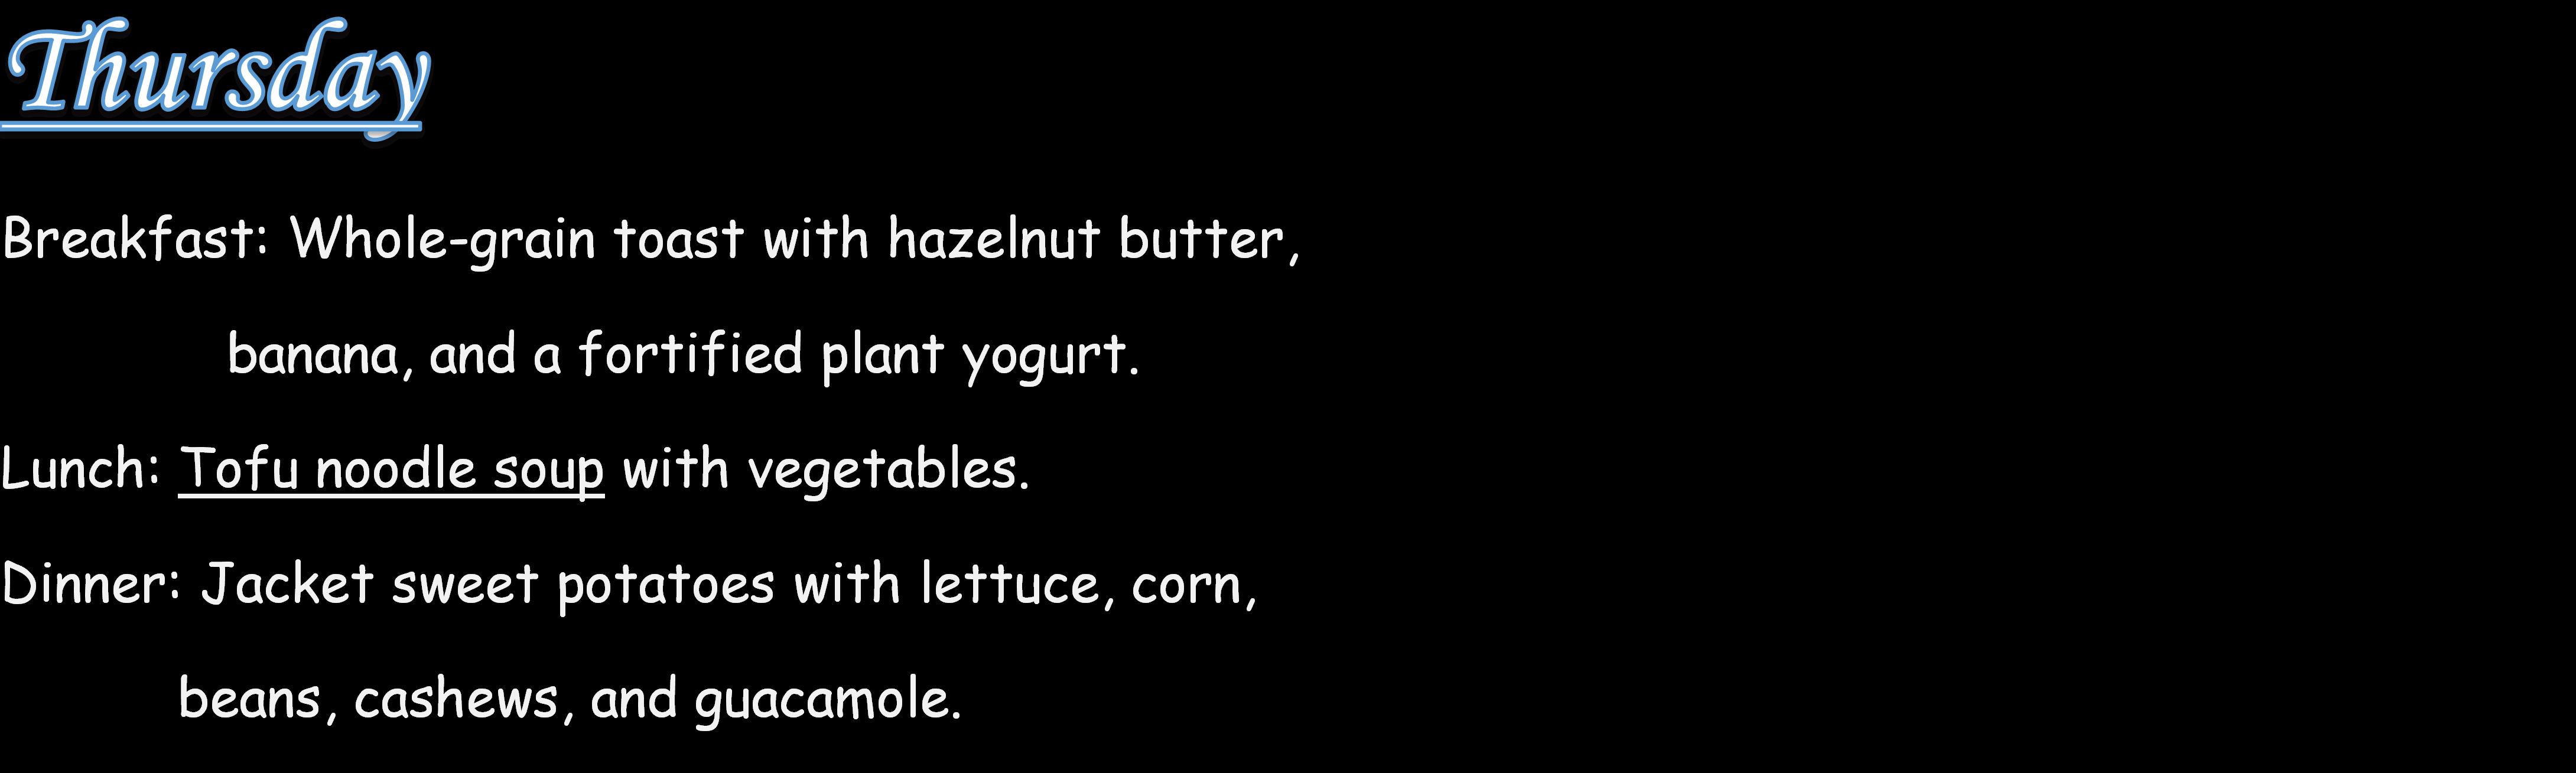 Thursday
Breakfast: Whole-grain toast with hazelnut butter,
banana, and a fortified plant yogurt.
Lunch: Tofu noodle soup with vegetables.
Dinner: Jacket sweet potatoes with lettuce, corn,
beans, cashews, and guacamole.